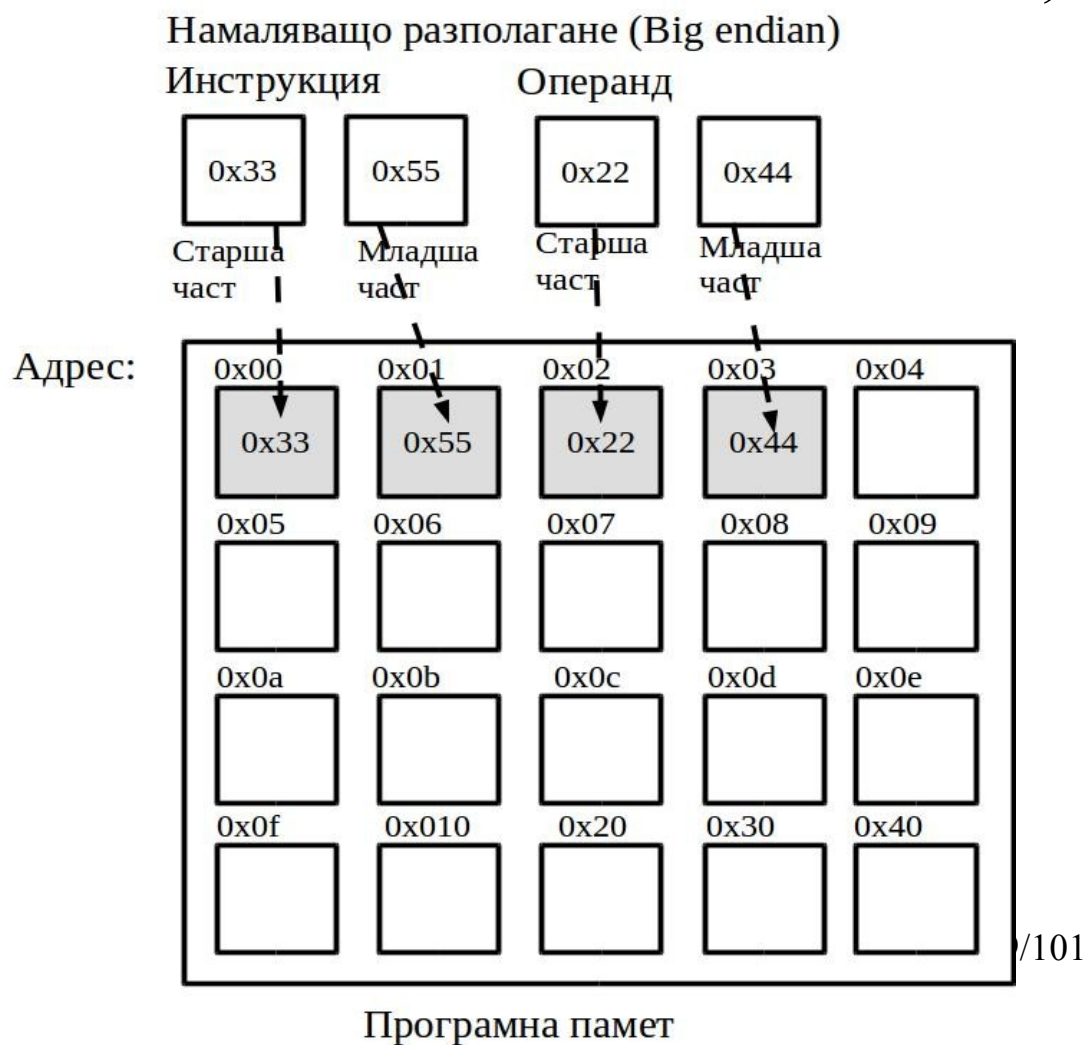 Намаляващо разполагане (Big endian)
Инструкция Операнд
0x33 0x55 0x22 0x44
Старша част Младша част Старша част Младша част
Адрес:
0x00 0x01 0x02 0x03 0x04
0x33 0x55 0x22 0x44
0x05 0x06 0x07 0x08 0x09
0x0a 0x0b 0x0c 0x0d 0x0e
0x0f 0x010 0x20 0x30 0x40
/101
Програмна памет